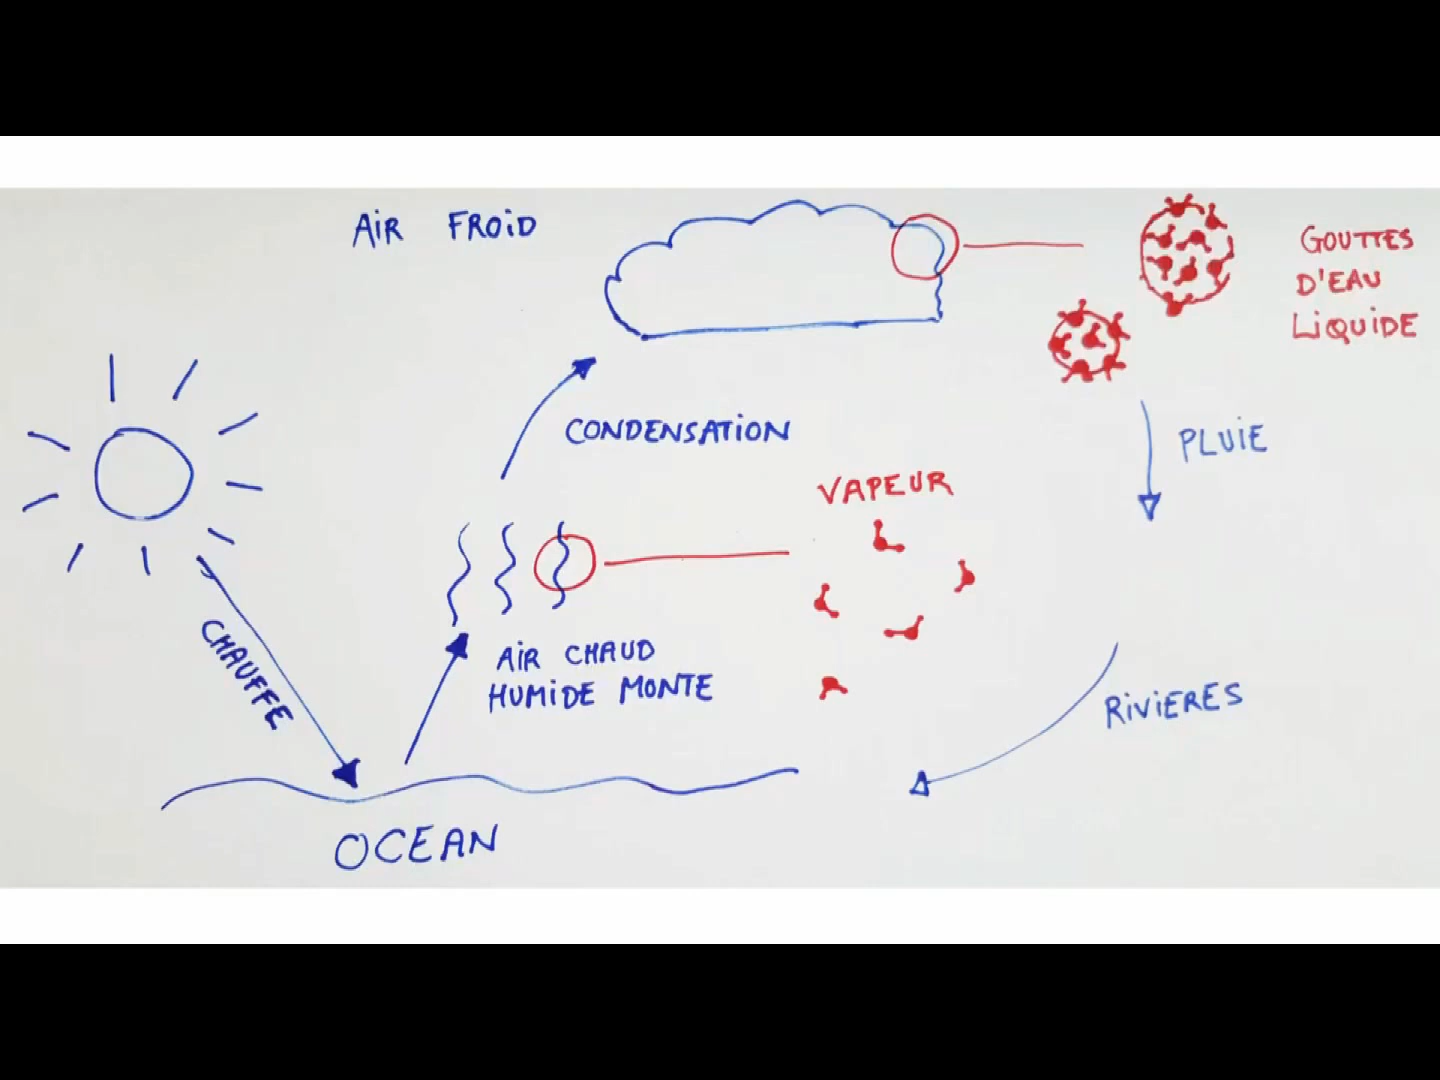 AIR FROID
GOUTTES
D'EAU
LIQUIDE
CONDENSATION
PLUIE
VAPEUR
CHAUFFE
AIR CHAUD
HUMIDE MONTE
RIVIERES
OCEAN